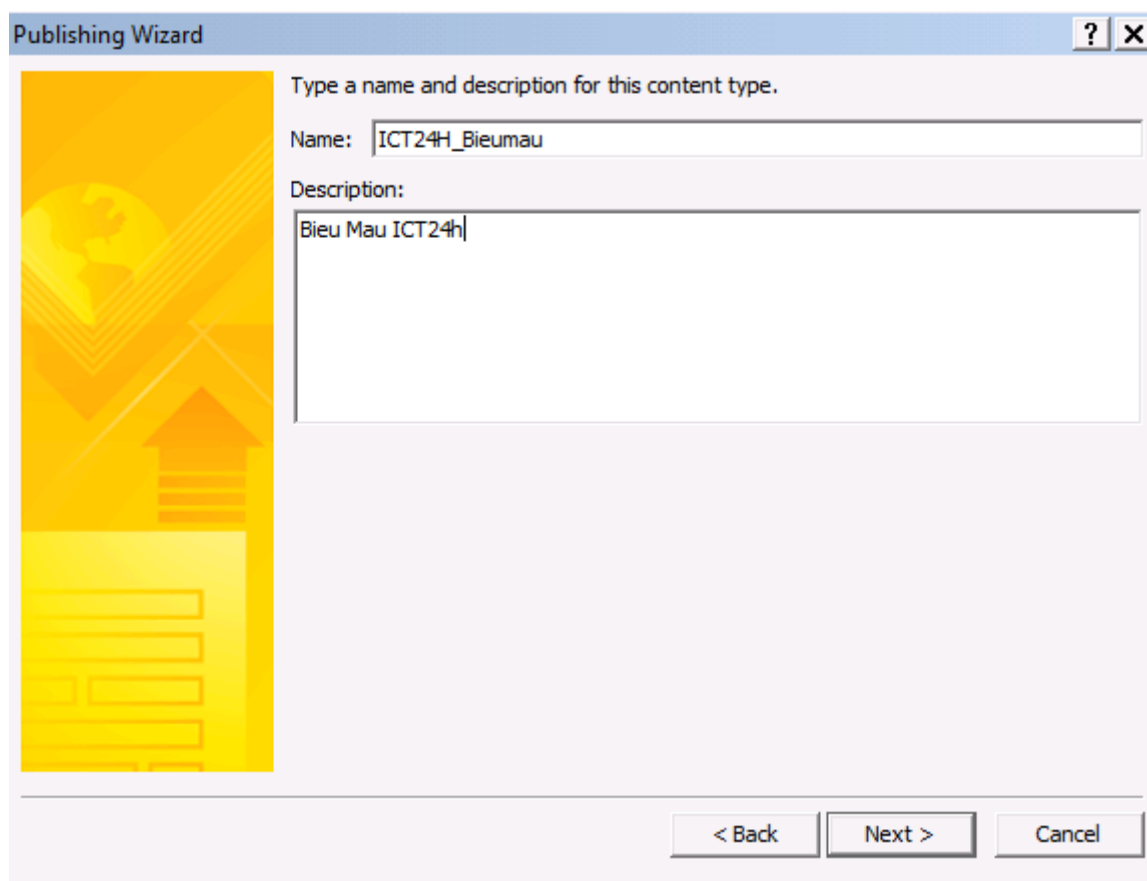 Publishing Wizard
Type a name and description for this content type.
Name: ICT24H_Bieumau
Description:
Bieu Mau ICT24h
< Back Next > Cancel